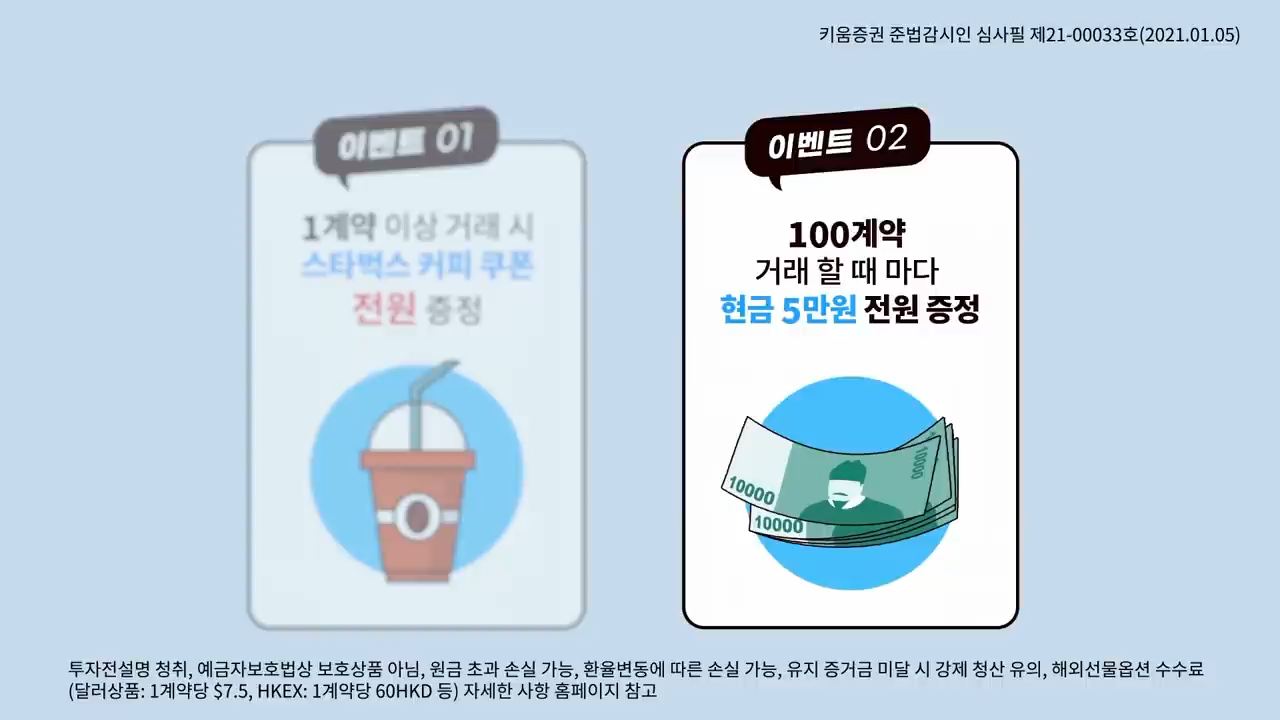 키움증권 준법감시인 심사필 제21-00033호(2021.01.05)
이벤트 01
1계약 이상 거래 시
스타벅스 커피 쿠폰
전원 증정
이벤트 02
100계약
거래 할 때 마다
현금 5만원 전원 증정
10000
10000
10000
투자전설명 청취, 예금자보호법상 보호상품 아님, 원금 초과 손실 가능, 환율변동에 따른 손실 가능, 유지 증거금 미달 시 강제 청산 유의, 해외선물옵션 수수료
(달러상품: 1계약당 $7.5, HKEX: 1계약당 60HKD 등) 자세한 사항 홈페이지 참고